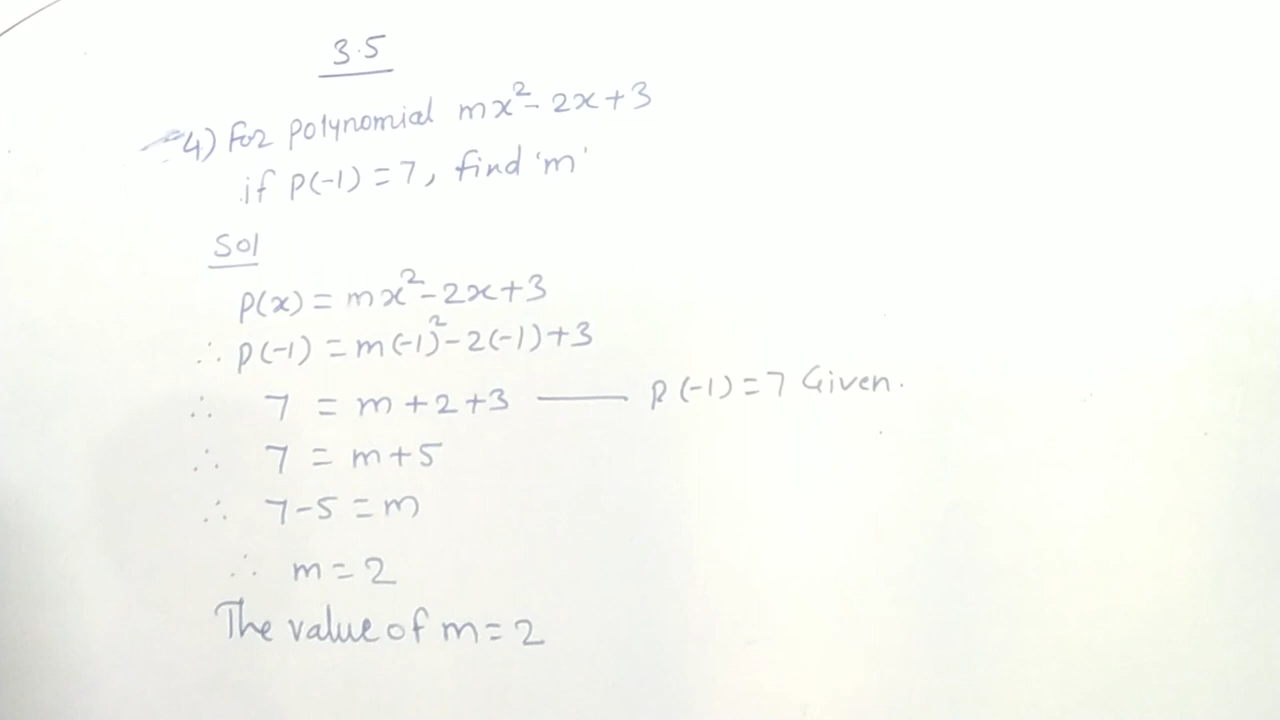 3.5
4) For polynomial mx²-2x+3
if p(-1) = 7, find 'm'
Sol
p(x) = mx²-2x+3
∴ p(-1) = m(-1)²-2(-1)+3
∴ 7 = m+2+3 —— p(-1)=7 Given.
∴ 7 = m+5
∴ 7-5 = m
∴ m = 2
The value of m = 2